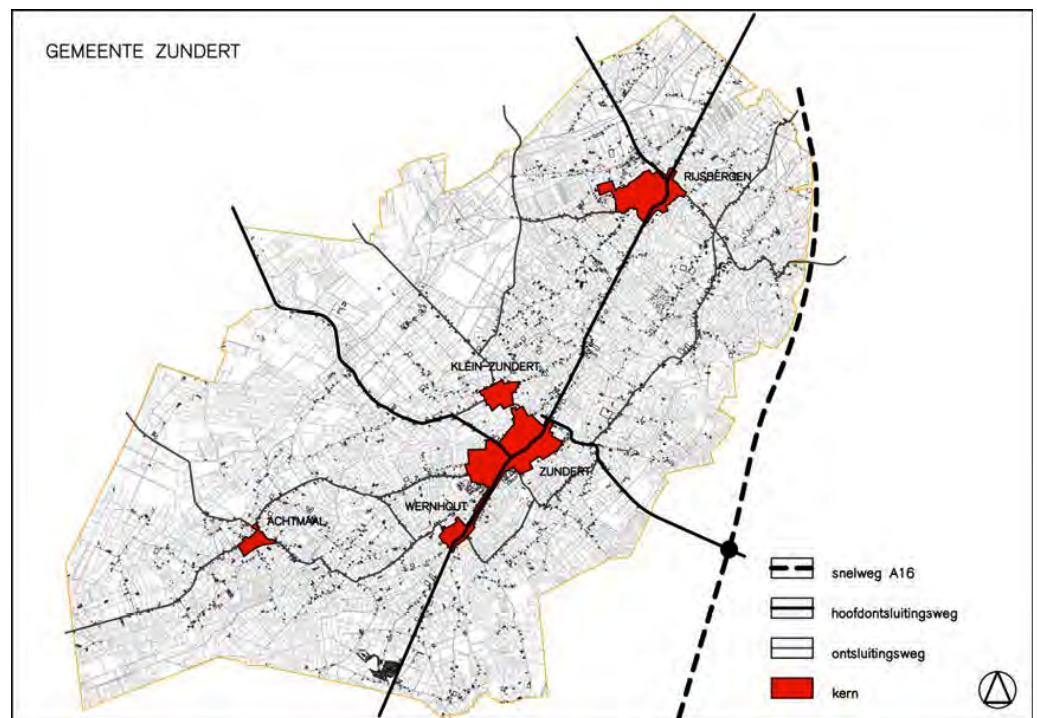 GEMEENTE ZUNDERT
RIJSBERGEN
KLEIN-ZUNDERT
ZUNDERT
WERNHOUT
ACHTMAAL
snelweg A16
hoofdontsluitingsweg
ontsluitingsweg
kern